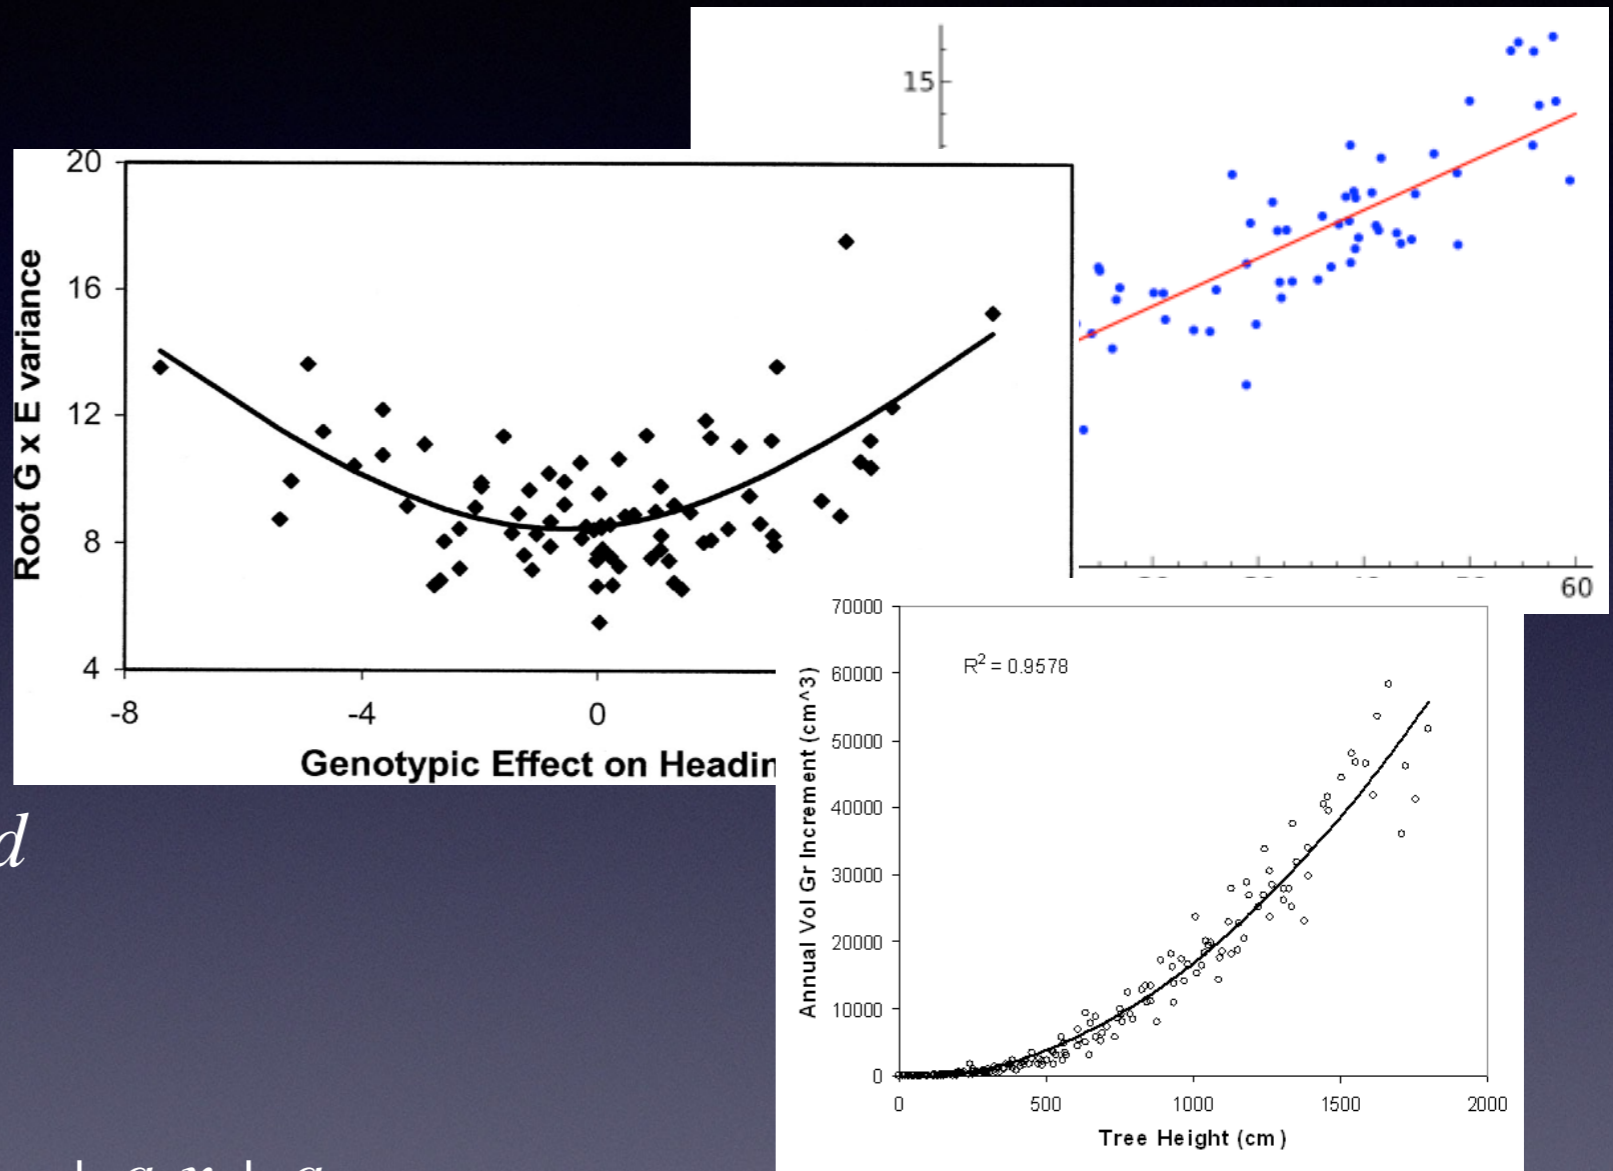 15
60
20
16
12
8
4
Root G x E variance
-8 -4 0
Genotypic Effect on Headin
d
70000
60000
50000
40000
30000
20000
10000
0
R² = 0.9578
Annual Vol Gr Increment (cm^3)
0 500 1000 1500 2000
Tree Height (cm)